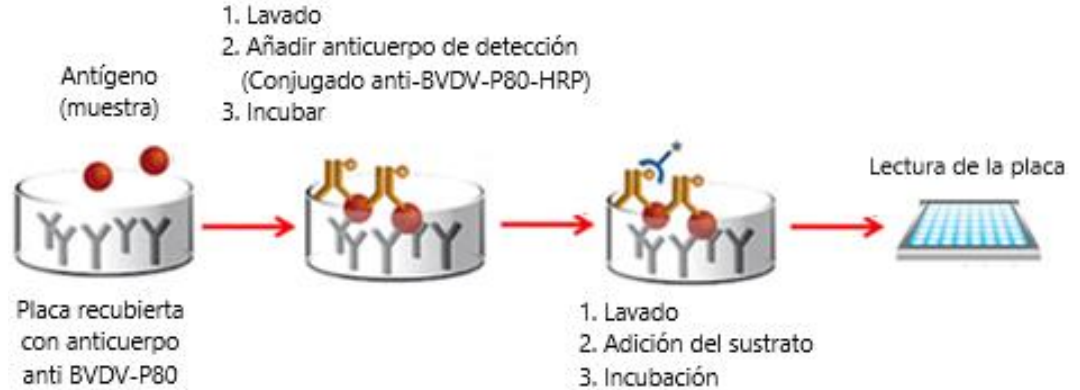 Antígeno
(muestra)
Placa recubierta
con anticuerpo
anti BVDV-P80
1. Lavado
2. Añadir anticuerpo de detección
(Conjugado anti-BVDV-P80-HRP)
3. Incubar
1. Lavado
2. Adición del sustrato
3. Incubación
Lectura de la placa